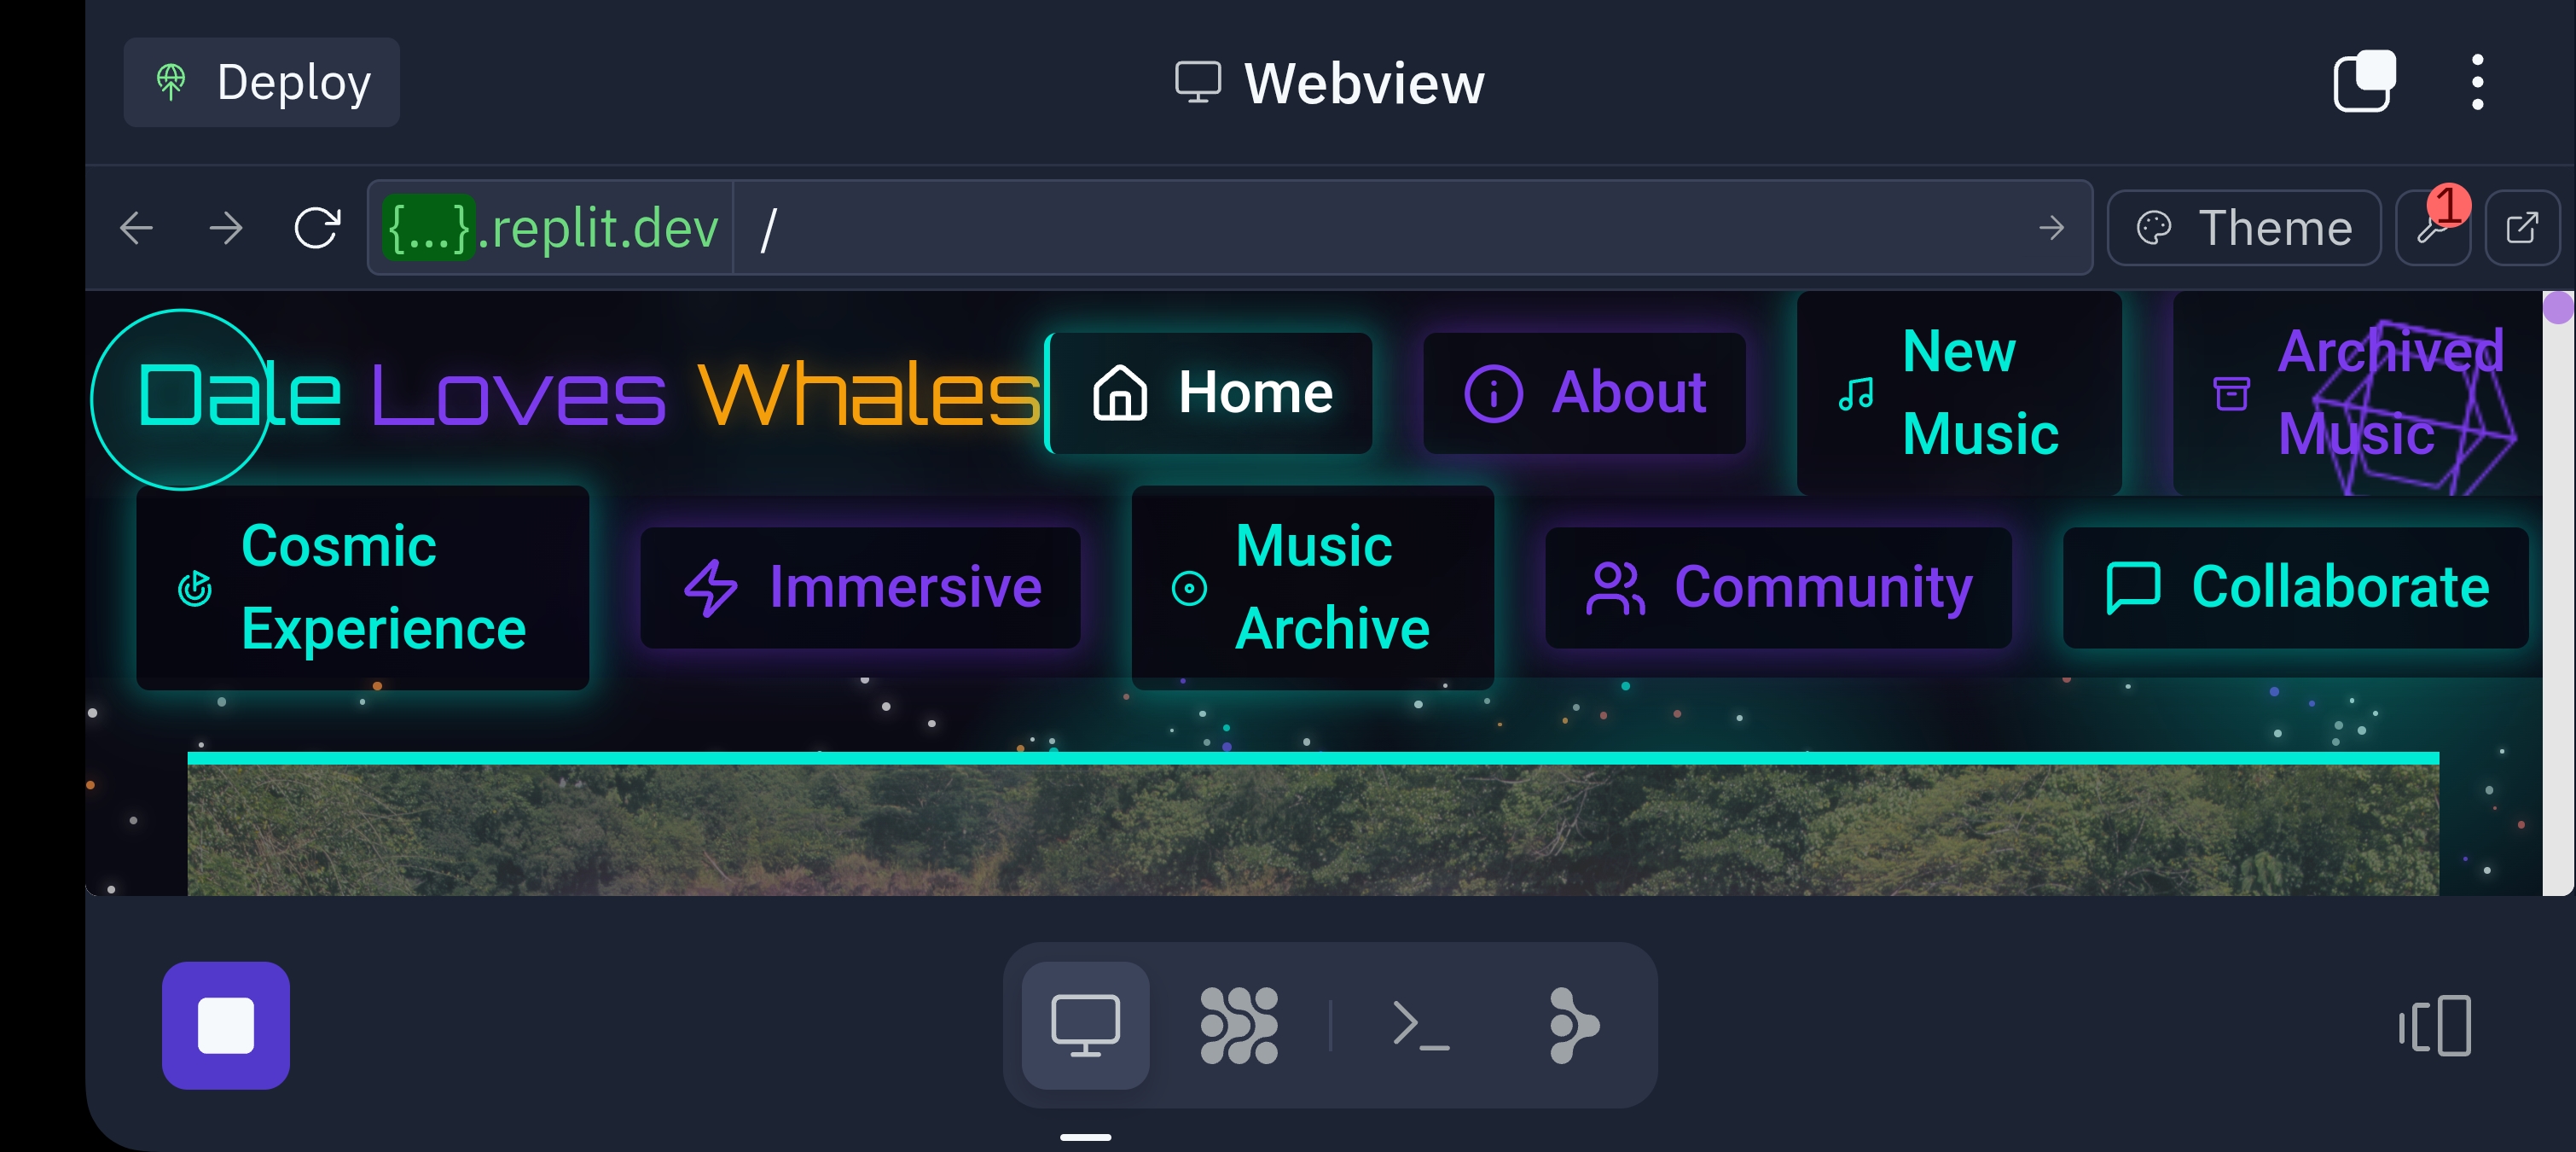 Deploy
Webview
{...}.replit.dev /
Theme
1
Dale Loves Whales
Home
About
New
Music
Archived
Music
Cosmic
Experience
Immersive
Music
Archive
Community
Collaborate